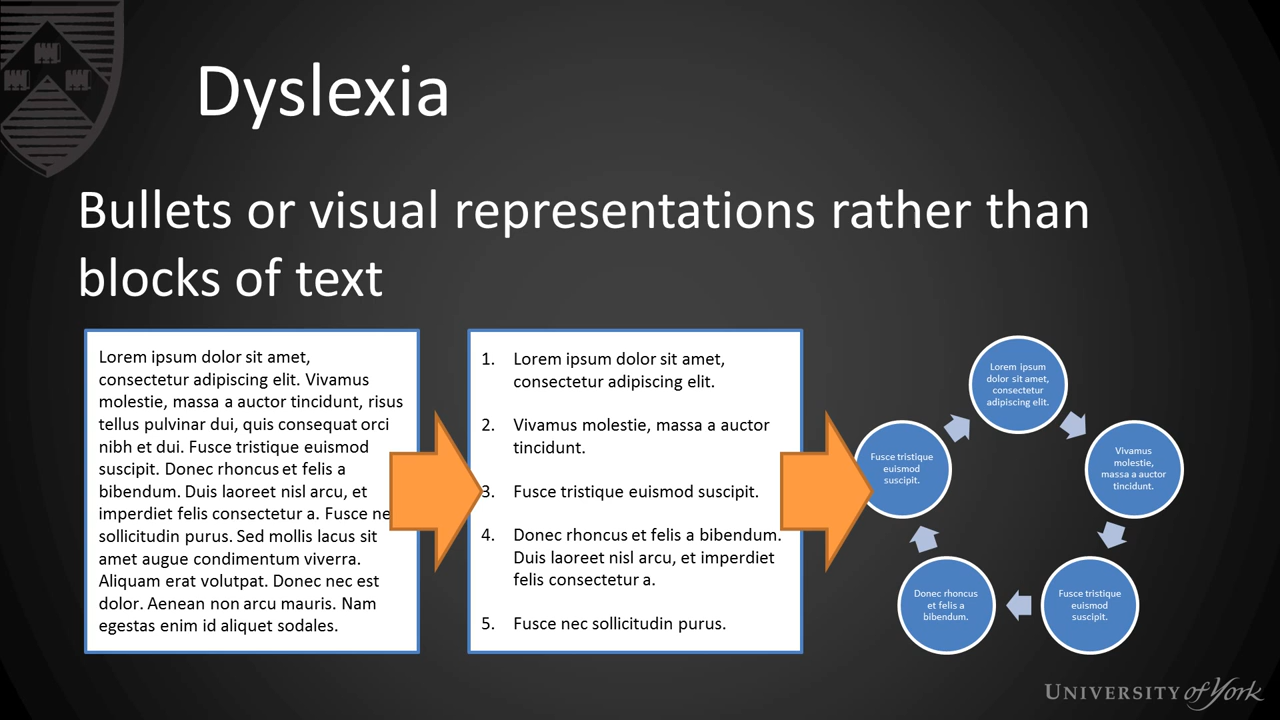 Dyslexia
Bullets or visual representations rather than
blocks of text
Lorem ipsum dolor sit amet,
consectetur adipiscing elit. Vivamus
molestie, massa a auctor tincidunt, risus
tellus pulvinar dui, quis consequat orci
nibh et dui. Fusce tristique euismod
suscipit. Donec rhoncus et felis a
bibendum. Duis laoreet nisl arcu, et
imperdiet felis consectetur a. Fusce ne
sollicitudin purus. Sed mollis lacus sit
amet augue condimentum viverra.
Aliquam erat volutpat. Donec nec est
dolor. Aenean non arcu mauris. Nam
egestas enim id aliquet sodales.
1. Lorem ipsum dolor sit amet,
consectetur adipiscing elit.
2. Vivamus molestie, massa a auctor
tincidunt.
3. Fusce tristique euismod suscipit.
4. Donec rhoncus et felis a bibendum.
Duis laoreet nisl arcu, et imperdiet
felis consectetur a.
5. Fusce nec sollicitudin purus.
Lorem ipsum
dolor sit amet,
consectetur
adipiscing elit.
Vivamus
molestie,
massa a auctor
tincidunt.
Fusce tristique
euismod
suscipit.
Donec rhoncus
et felis a
bibendum.
Fusce tristique
euismod
suscipit.
UNIVERSITY of York